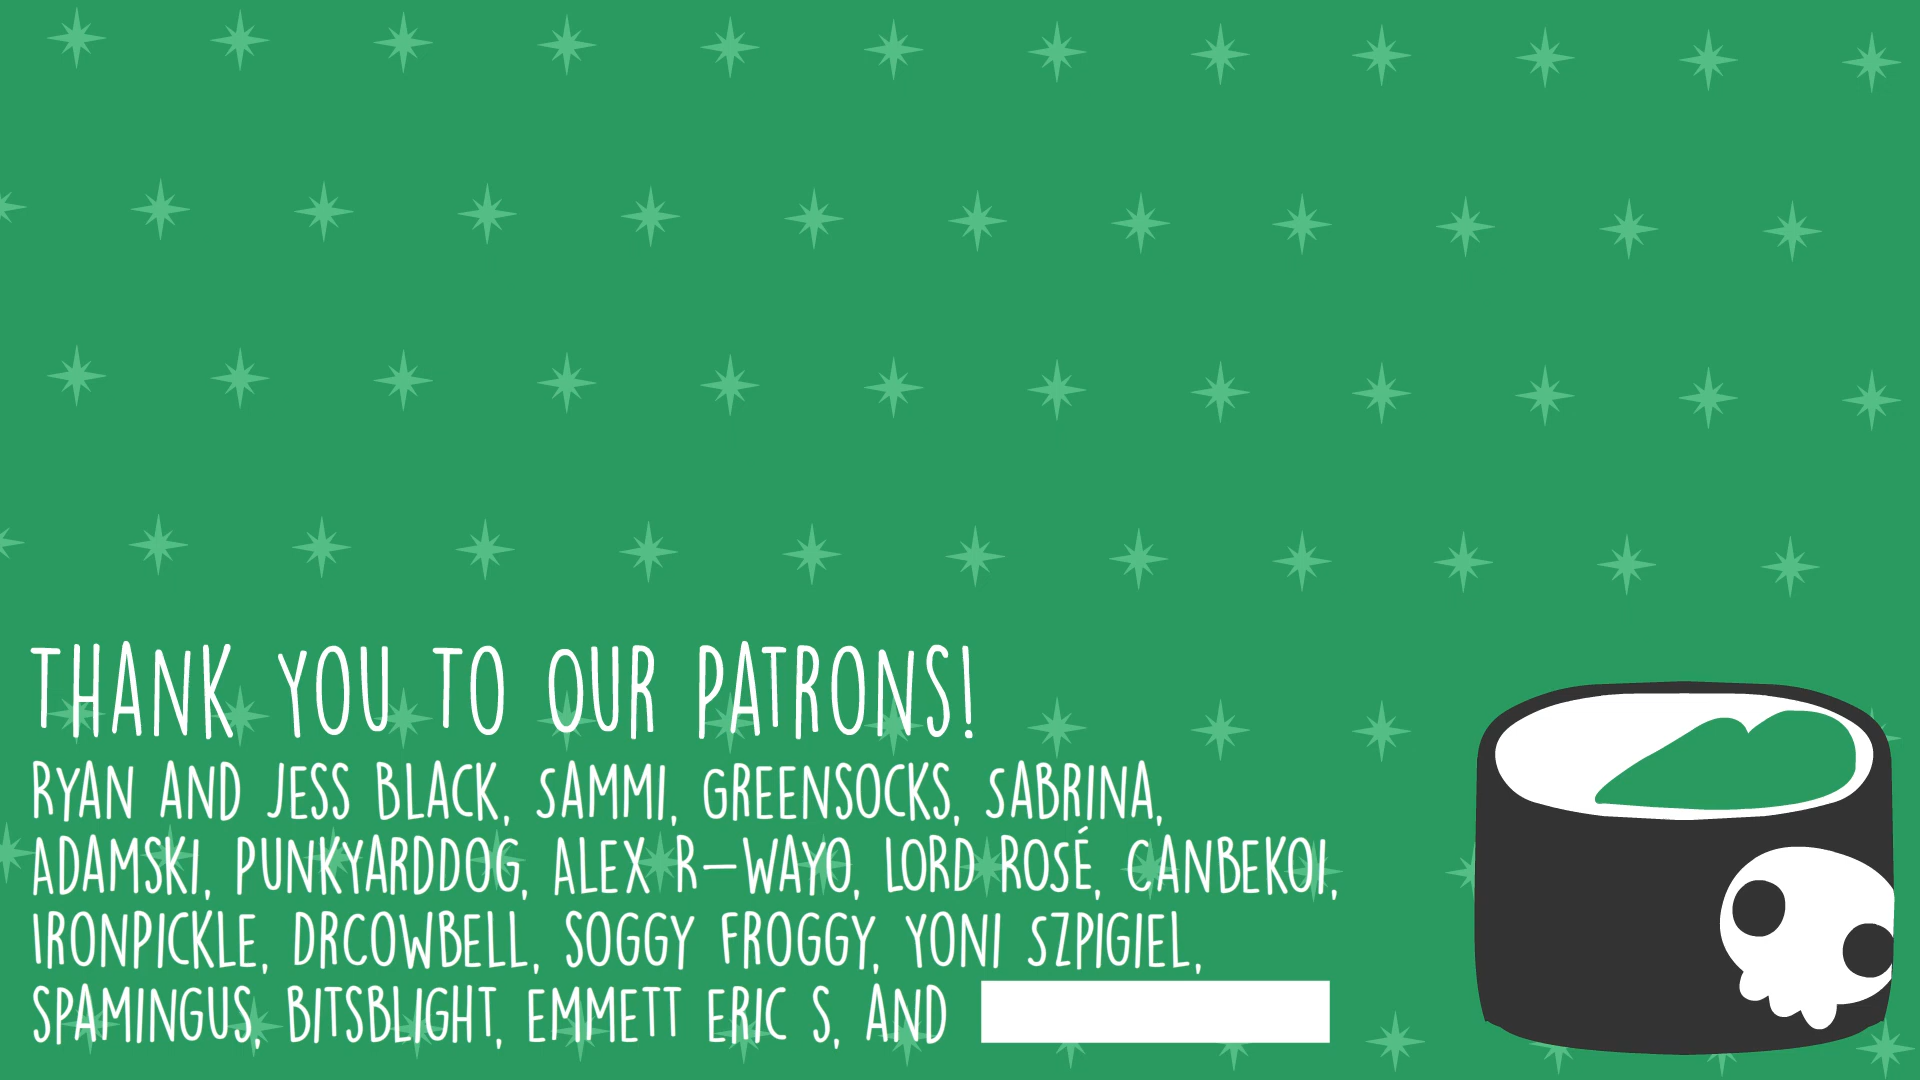 THANK YOU TO OUR PATRONS!
RYAN AND JESS BLACK, SAMMI, GREENSOCKS, SABRINA,
ADAMSKI, PUNKYARDDOG, ALEX R-WAYO, LORD ROSÉ, CANBEKOI,
IRONPICKLE, DRCOWBELL, SOGGY FROGGY, YONI SZPIGIEL,
SPAMINGUS, BITSBLIGHT, EMMETT ERIC S, AND